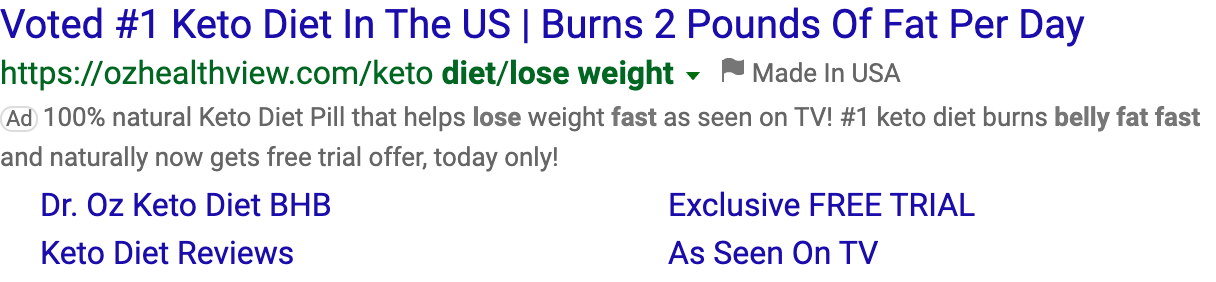 Voted #1 Keto Diet In The US | Burns 2 Pounds Of Fat Per Day
https://ozhealthview.com/keto diet/lose weight Made In USA
Ad 100% natural Keto Diet Pill that helps lose weight fast as seen on TV! #1 keto diet burns belly fat fast
and naturally now gets free trial offer, today only!
Dr. Oz Keto Diet BHB Exclusive FREE TRIAL
Keto Diet Reviews As Seen On TV